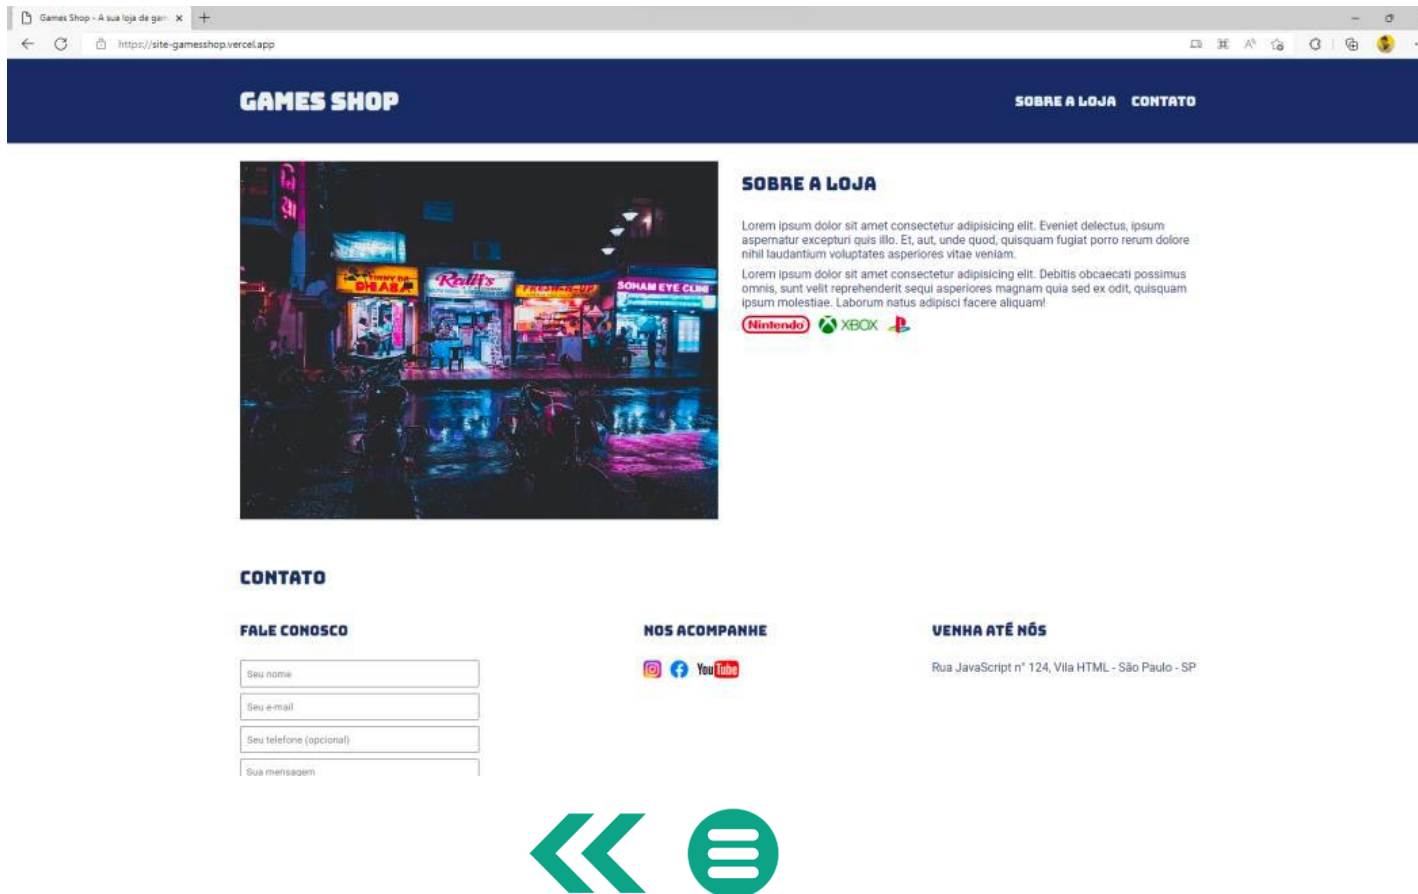 Games Shop - A sua loja de gam
https://site-gamesshop.vercel.app
GAMES SHOP
SOBRE A LOJA CONTATO
Ralli's
SOHAM EYE CLINI
SOBRE A LOJA
Lorem ipsum dolor sit amet consectetur adipisicing elit. Eveniet delectus, ipsum
aspernatur excepturi quis illo. Et, aut, unde quod, quisquam fugiat porro rerum dolore
nihil laudantium voluptates asperiores vitae veniam.
Lorem ipsum dolor sit amet consectetur adipisicing elit. Debitis obcaecati possimus
omnis, sunt velit reprehenderit sequi asperiores magnam quia sed ex odit, quisquam
ipsum molestiae. Laborum natus adipisci facere aliquam!
Nintendo XBOX
CONTATO
FALE CONOSCO
Seu nome
Seu e-mail
Seu telefone (opcional)
Sua mensagem
NOS ACOMPANHE
YouTube
VENHA ATÉ NÓS
Rua JavaScript n° 124, Vila HTML - São Paulo - SP